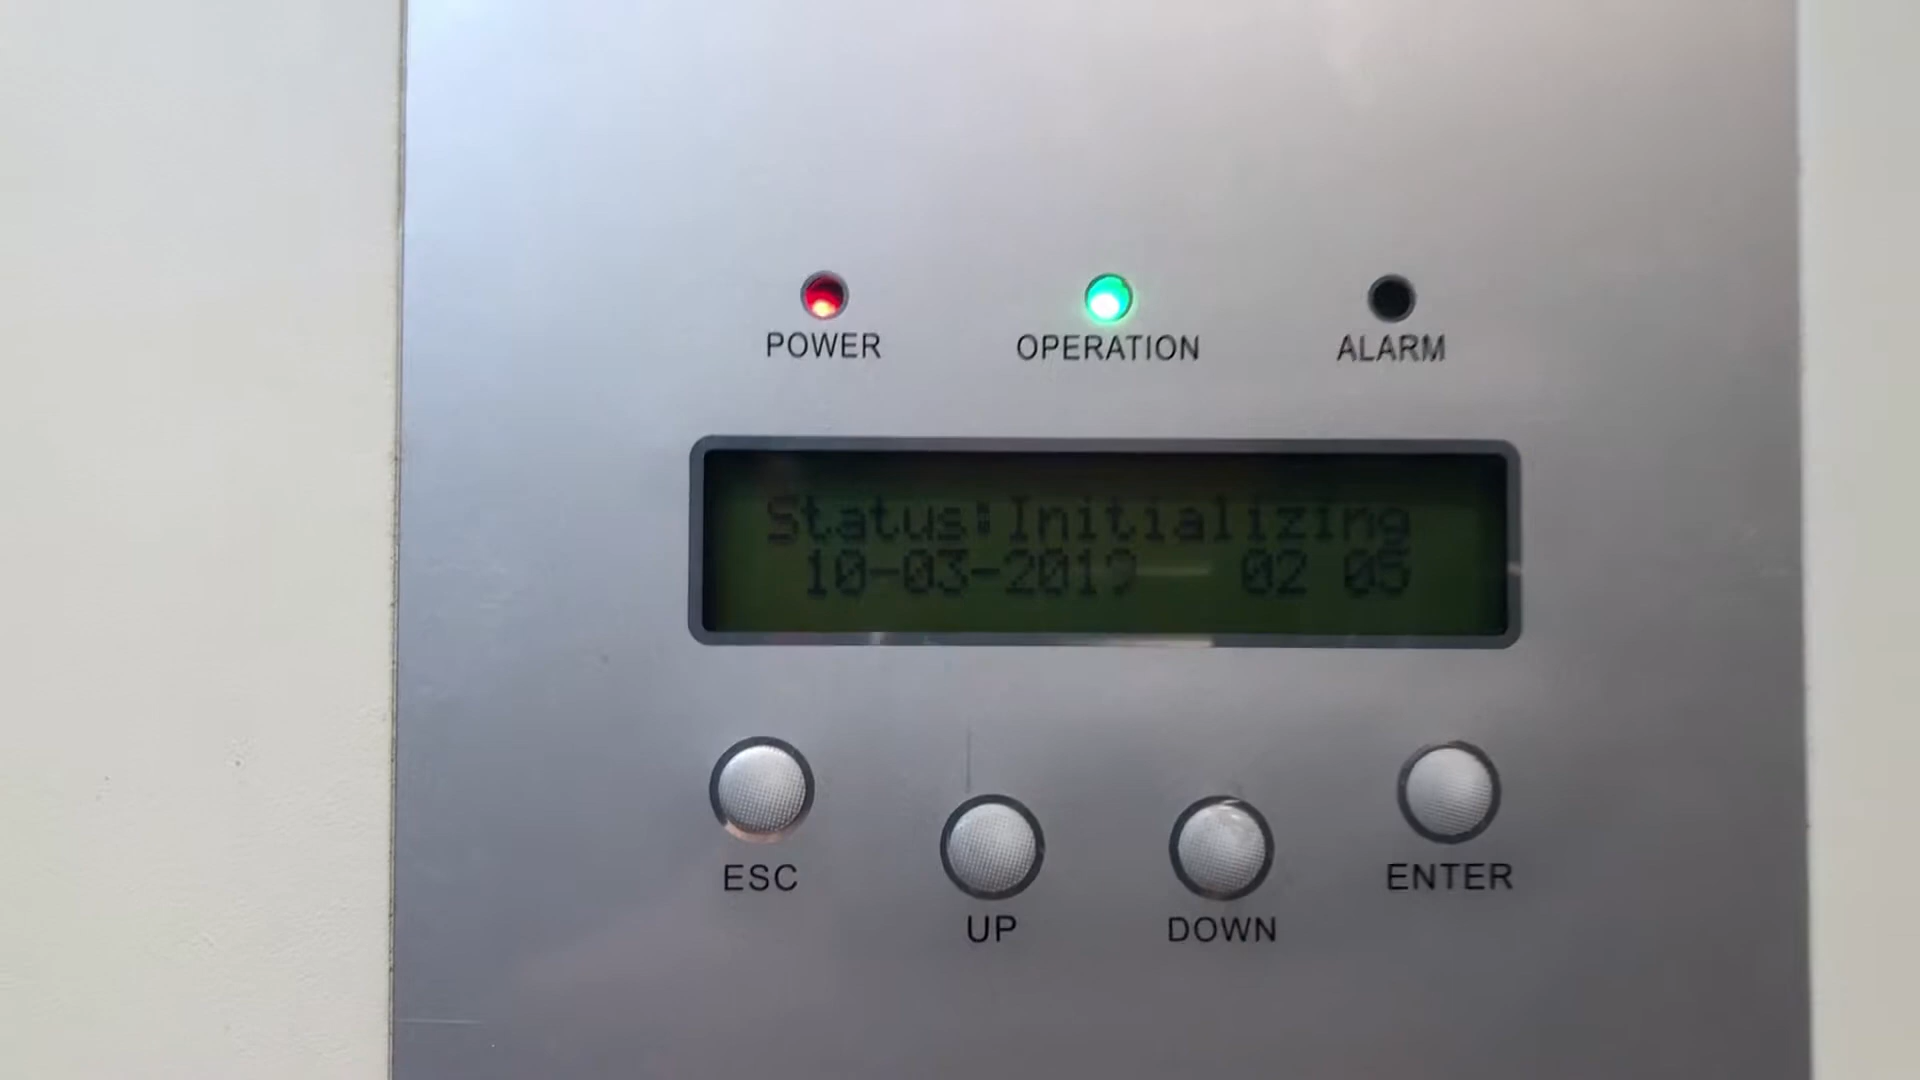 POWER OPERATION ALARM
Status:Initializing
10-03-2019 02 05
ESC UP DOWN ENTER